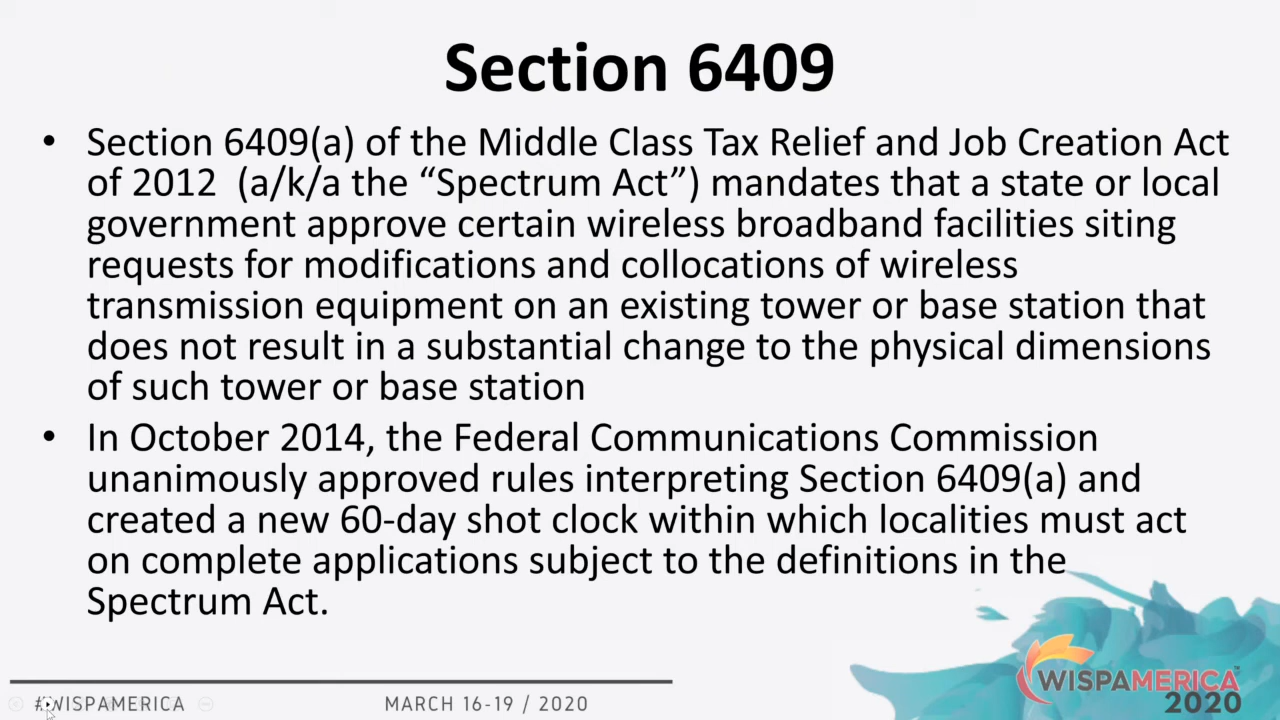 Section 6409
• Section 6409(a) of the Middle Class Tax Relief and Job Creation Act
of 2012  (a/k/a the “Spectrum Act”) mandates that a state or local
government approve certain wireless broadband facilities siting
requests for modifications and collocations of wireless
transmission equipment on an existing tower or base station that
does not result in a substantial change to the physical dimensions
of such tower or base station
• In October 2014, the Federal Communications Commission
unanimously approved rules interpreting Section 6409(a) and
created a new 60-day shot clock within which localities must act
on complete applications subject to the definitions in the
Spectrum Act.
#WISPAMERICA
MARCH 16-19 / 2020
WISPAMERICA™
2020